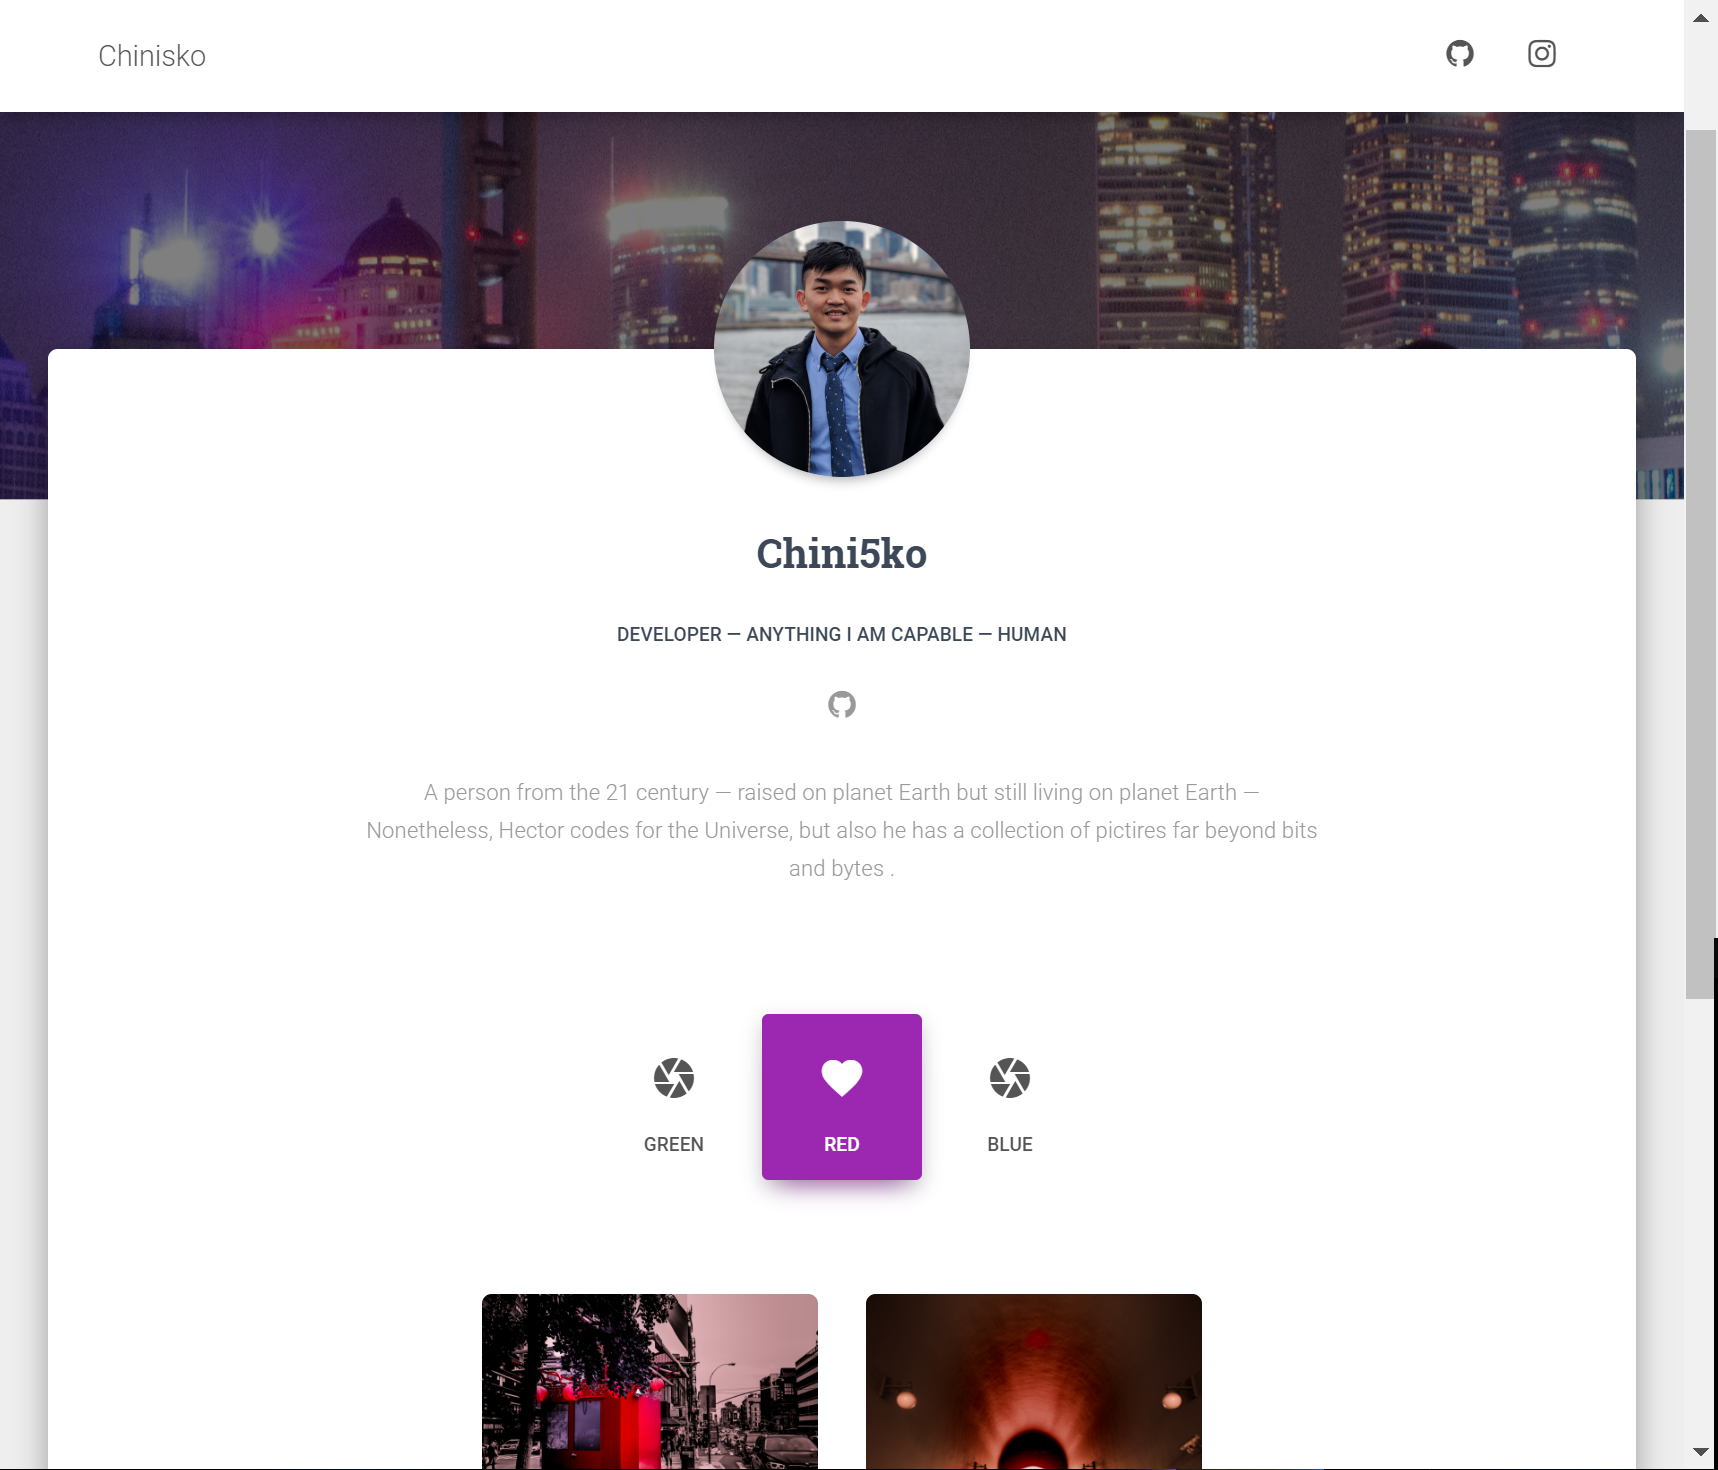 Chinisko
Chini5ko
DEVELOPER — ANYTHING I AM CAPABLE — HUMAN
A person from the 21 century — raised on planet Earth but still living on planet Earth —
Nonetheless, Hector codes for the Universe, but also he has a collection of pictires far beyond bits
and bytes .
GREEN
RED
BLUE